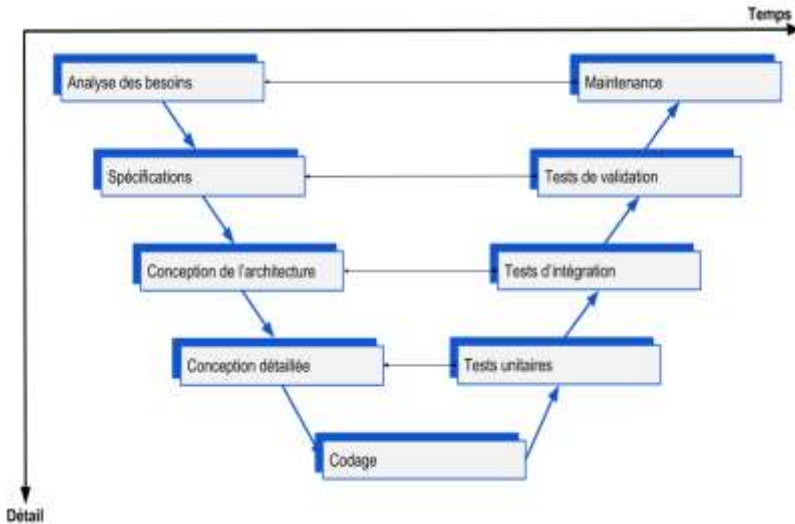 Temps
Analyse des besoins
Maintenance
Spécifications
Tests de validation
Conception de l'architecture
Tests d'intégration
Conception détaillée
Tests unitaires
Codage
Détail